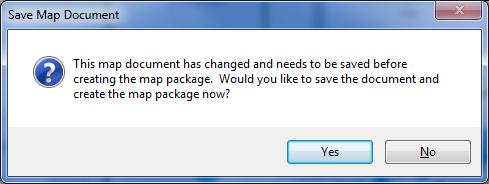 Save Map Document
This map document has changed and needs to be saved before
creating the map package.  Would you like to save the document and
create the map package now?
Yes
No